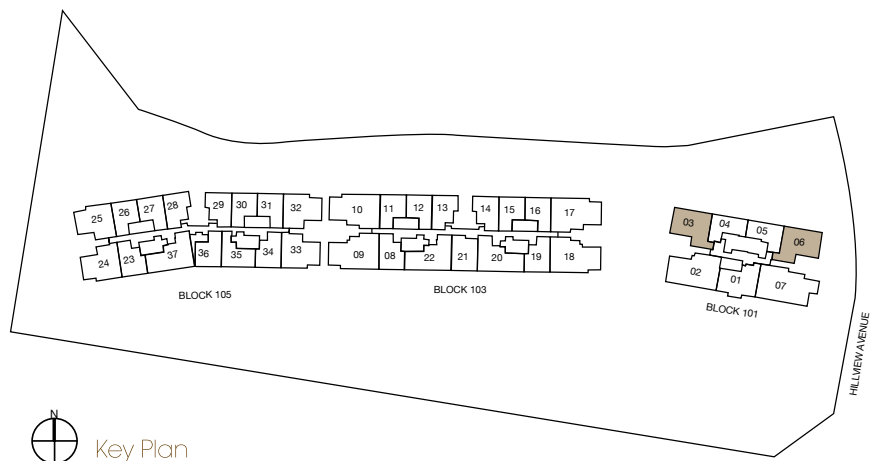 25 26 27 28 29 30 31 32 10 11 12 13 14 15 16 17 03 04 05 06
24 23 37 36 35 34 33 09 08 22 21 20 19 18 02 01 07
BLOCK 105 BLOCK 103 BLOCK 101
HILLVIEW AVENUE
N
Key Plan